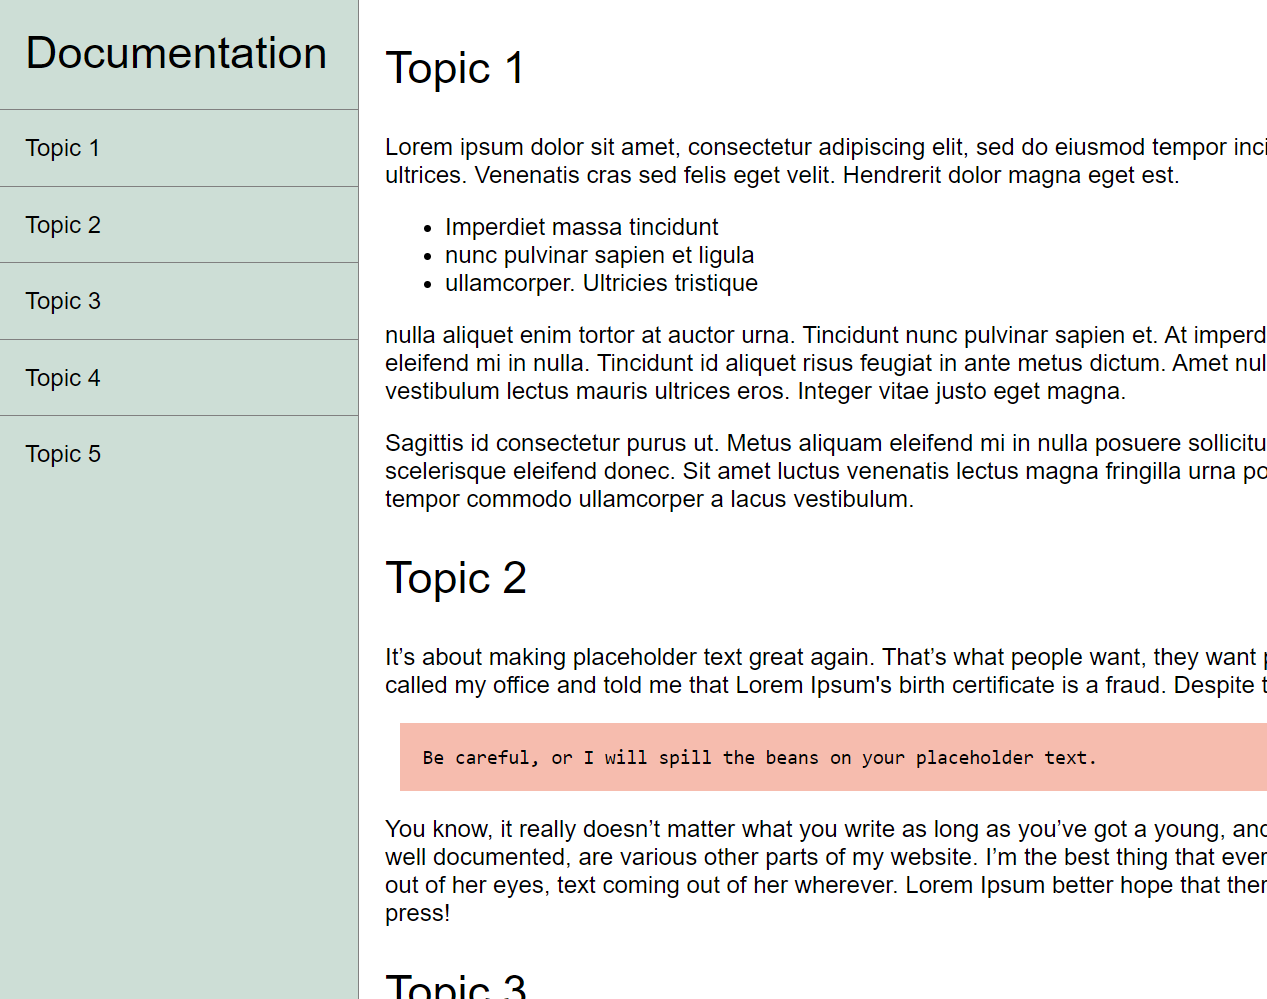 Documentation
Topic 1
Topic 2
Topic 3
Topic 4
Topic 5
Topic 1
Lorem ipsum dolor sit amet, consectetur adipiscing elit, sed do eiusmod tempor
ultrices. Venenatis cras sed felis eget velit. Hendrerit dolor magna eget est.
• Imperdiet massa tincidunt
• nunc pulvinar sapien et ligula
• ullamcorper. Ultricies tristique
nulla aliquet enim tortor at auctor urna. Tincidunt nunc pulvinar sapien et. At
eleifend mi in nulla. Tincidunt id aliquet risus feugiat in ante metus dictum. Amet
vestibulum lectus mauris ultrices eros. Integer vitae justo eget magna.
Sagittis id consectetur purus ut. Metus aliquam eleifend mi in nulla posuere
scelerisque eleifend donec. Sit amet luctus venenatis lectus magna fringilla urna
tempor commodo ullamcorper a lacus vestibulum.
Topic 2
It’s about making placeholder text great again. That’s what people want, they want
called my office and told me that Lorem Ipsum's birth certificate is a fraud. Despite
Be careful, or I will spill the beans on your placeholder text.
You know, it really doesn’t matter what you write as long as you’ve got a young, and
well documented, are various other parts of my website. I’m the best thing that ever
out of her eyes, text coming out of her wherever. Lorem Ipsum better hope that
press!
Topic 3